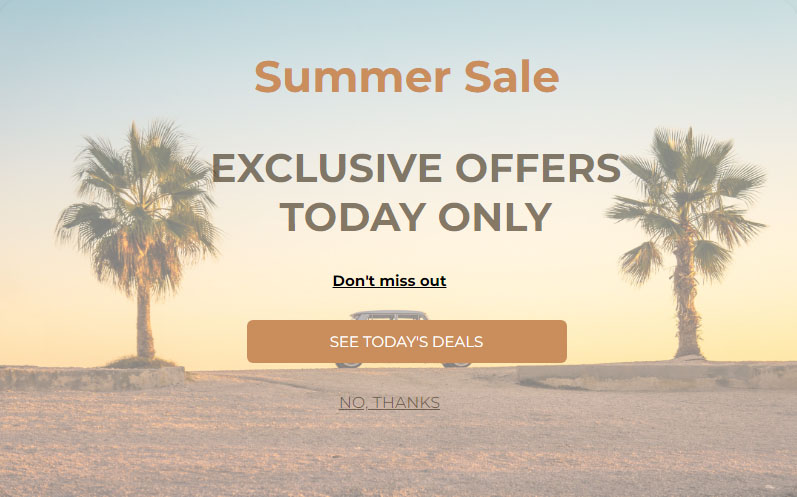 Summer Sale
EXCLUSIVE OFFERS
TODAY ONLY
Don't miss out
SEE TODAY'S DEALS
NO, THANKS